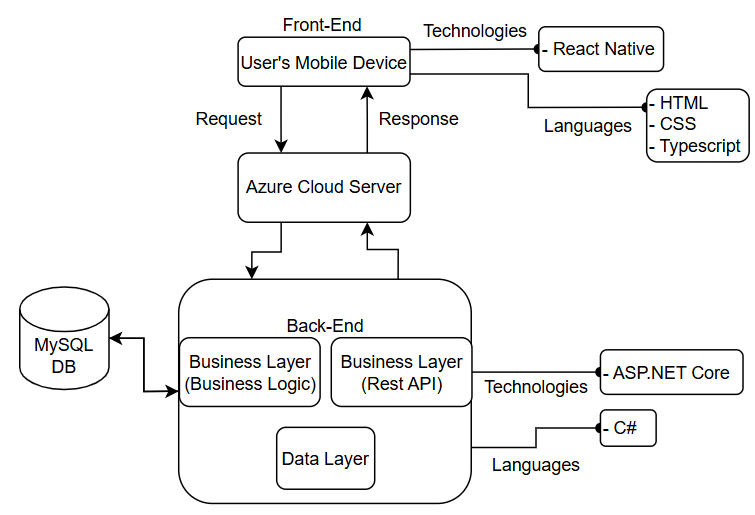 Front-End
Technologies
User's Mobile Device
- React Native
Request
Response
Languages
- HTML
- CSS
- Typescript
Azure Cloud Server
Back-End
MySQL
DB
Business Layer
(Business Logic)
Business Layer
(Rest API)
Technologies
- ASP.NET Core
- C#
Data Layer
Languages